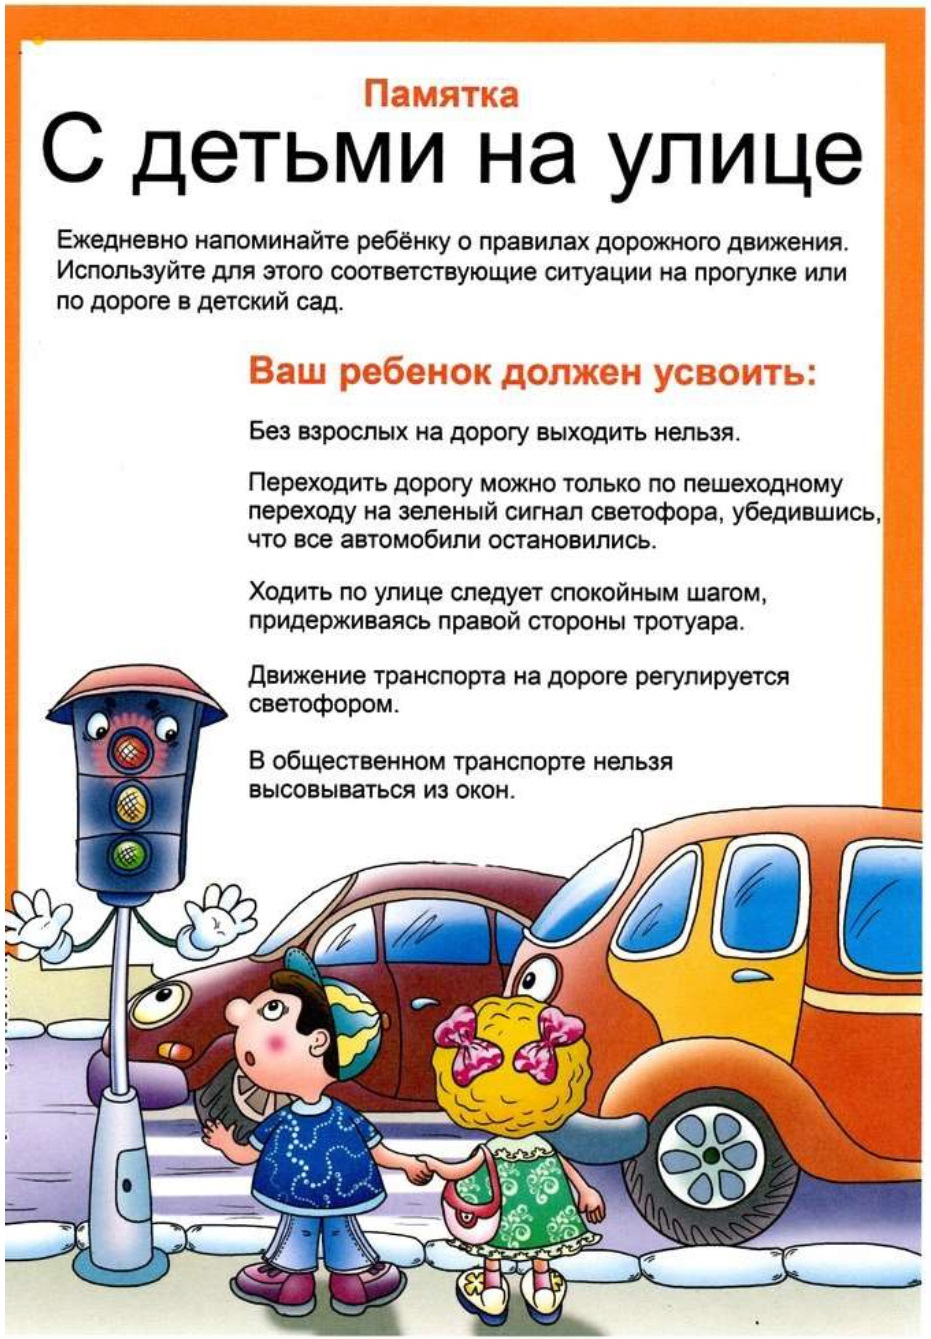 Памятка
С детьми на улице
Ежедневно напоминайте ребёнку о правилах дорожного движения.
Используйте для этого соответствующие ситуации на прогулке или
по дороге в детский сад.
Ваш ребенок должен усвоить:
Без взрослых на дорогу выходить нельзя.
Переходить дорогу можно только по пешеходному
переходу на зеленый сигнал светофора, убедившись,
что все автомобили остановились.
Ходить по улице следует спокойным шагом,
придерживаясь правой стороны тротуара.
Движение транспорта на дороге регулируется
светофором.
В общественном транспорте нельзя
высовываться из окон.